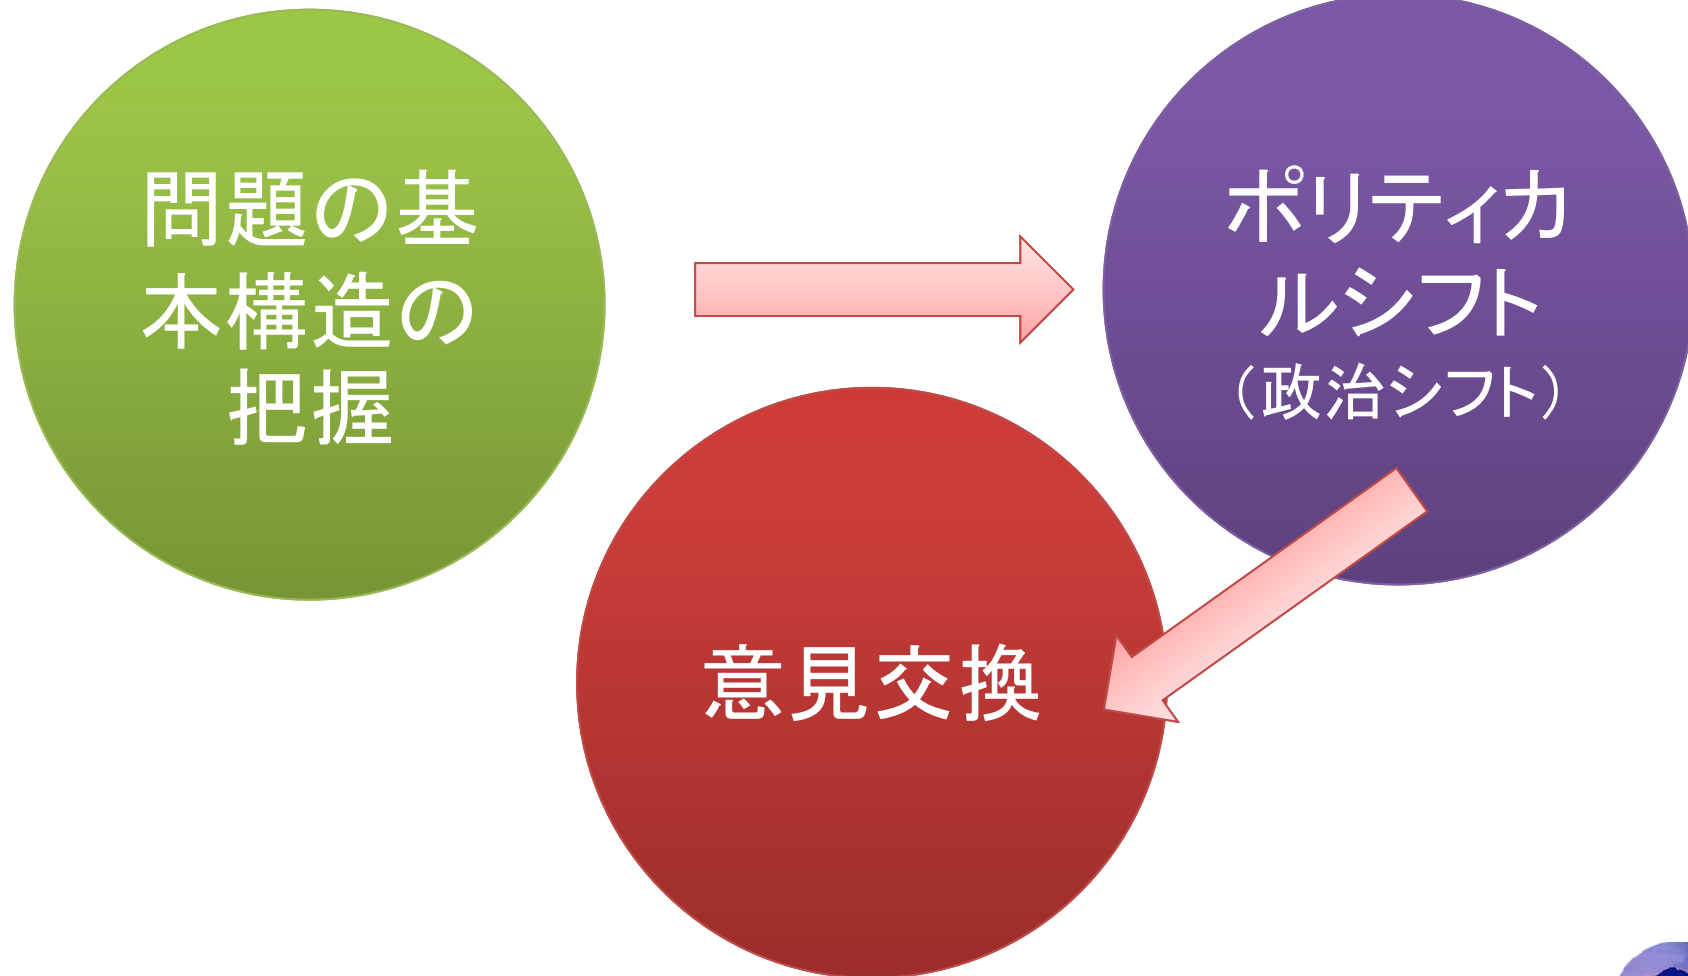 問題の基
本構造の
把握
ポリティカ
ルシフト
（政治シフト）
意見交換